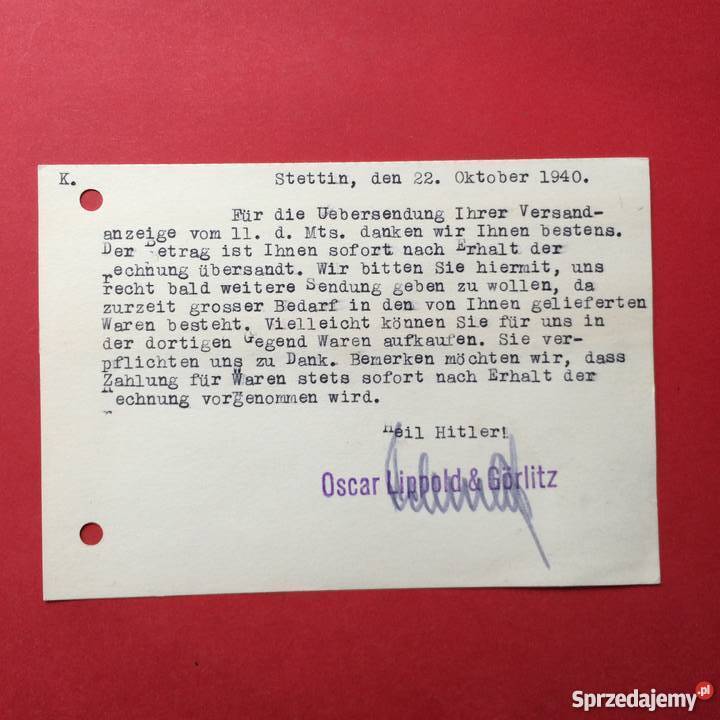 K. Stettin, den 22. Oktober 1940.
Für die Uebersendung Ihrer Versand-
anzeige vom 11. d. Mts. danken wir Ihnen bestens.
Der Betrag ist Ihnen sofort nach Erhalt der
rechnung übersandt. Wir bitten Sie hiermit, uns
recht bald weitere Sendung geben zu wollen, da
zurzeit grosser Bedarf in den von Ihnen gelieferten
Waren besteht. Vielleicht können Sie für uns in
der dortigen Gegend Waren aufkaufen. Sie ver-
pflichten uns zu Dank. Bemerken möchten wir, dass
Zahlung für Waren stets sofort nach Erhalt der
Rechnung vorgenommen wird.
Heil Hitler!
Oscar Lippold & Görlitz
Sprzedajemy.pl